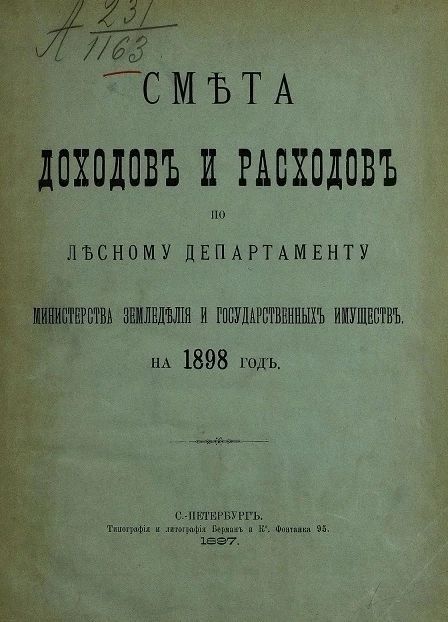 А 231
1163
СМѢТА
ДОХОДОВЪ И РАСХОДОВЪ
ПО
ЛѢСНОМУ ДЕПАРТАМЕНТУ
МИНИСТЕРСТВА ЗЕМЛЕДѢЛІЯ И ГОСУДАРСТВЕННЫХЪ ИМУЩЕСТВЪ.
НА 1898 ГОДЪ.
С.-ПЕТЕРБУРГЪ.
Типографія и литографія Берманъ и Кº. Фонтанка 95.
1897.